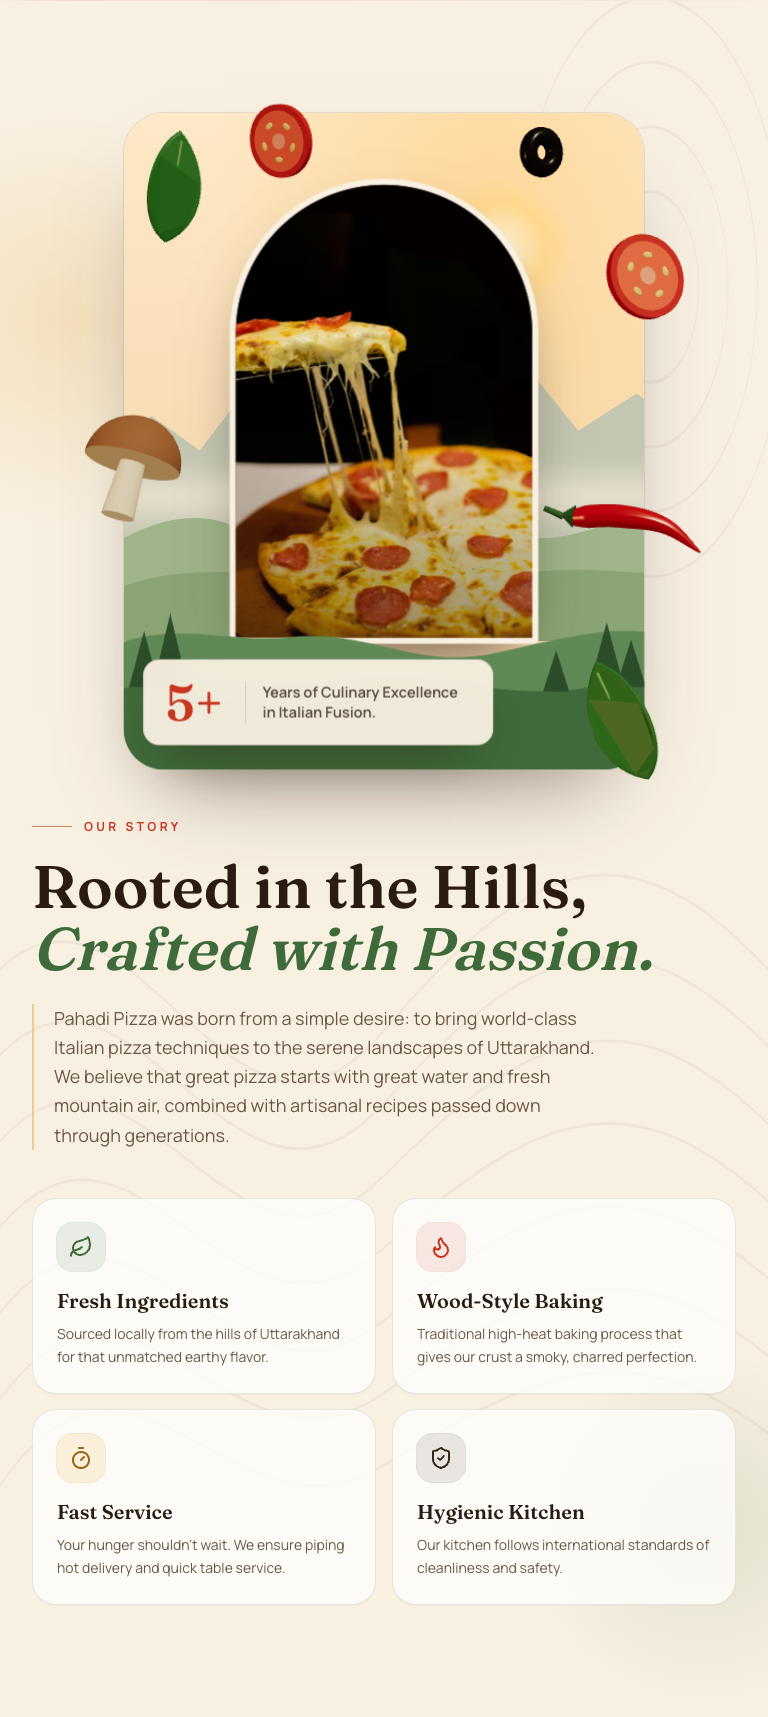 5+
Years of Culinary Excellence
in Italian Fusion.
OUR STORY
Rooted in the Hills,
Crafted with Passion.
Pahadi Pizza was born from a simple desire: to bring world-class
Italian pizza techniques to the serene landscapes of Uttarakhand.
We believe that great pizza starts with great water and fresh
mountain air, combined with artisanal recipes passed down
through generations.
Fresh Ingredients
Sourced locally from the hills of Uttarakhand
for that unmatched earthy flavor.
Wood-Style Baking
Traditional high-heat baking process that
gives our crust a smoky, charred perfection.
Fast Service
Your hunger shouldn't wait. We ensure piping
hot delivery and quick table service.
Hygienic Kitchen
Our kitchen follows international standards of
cleanliness and safety.